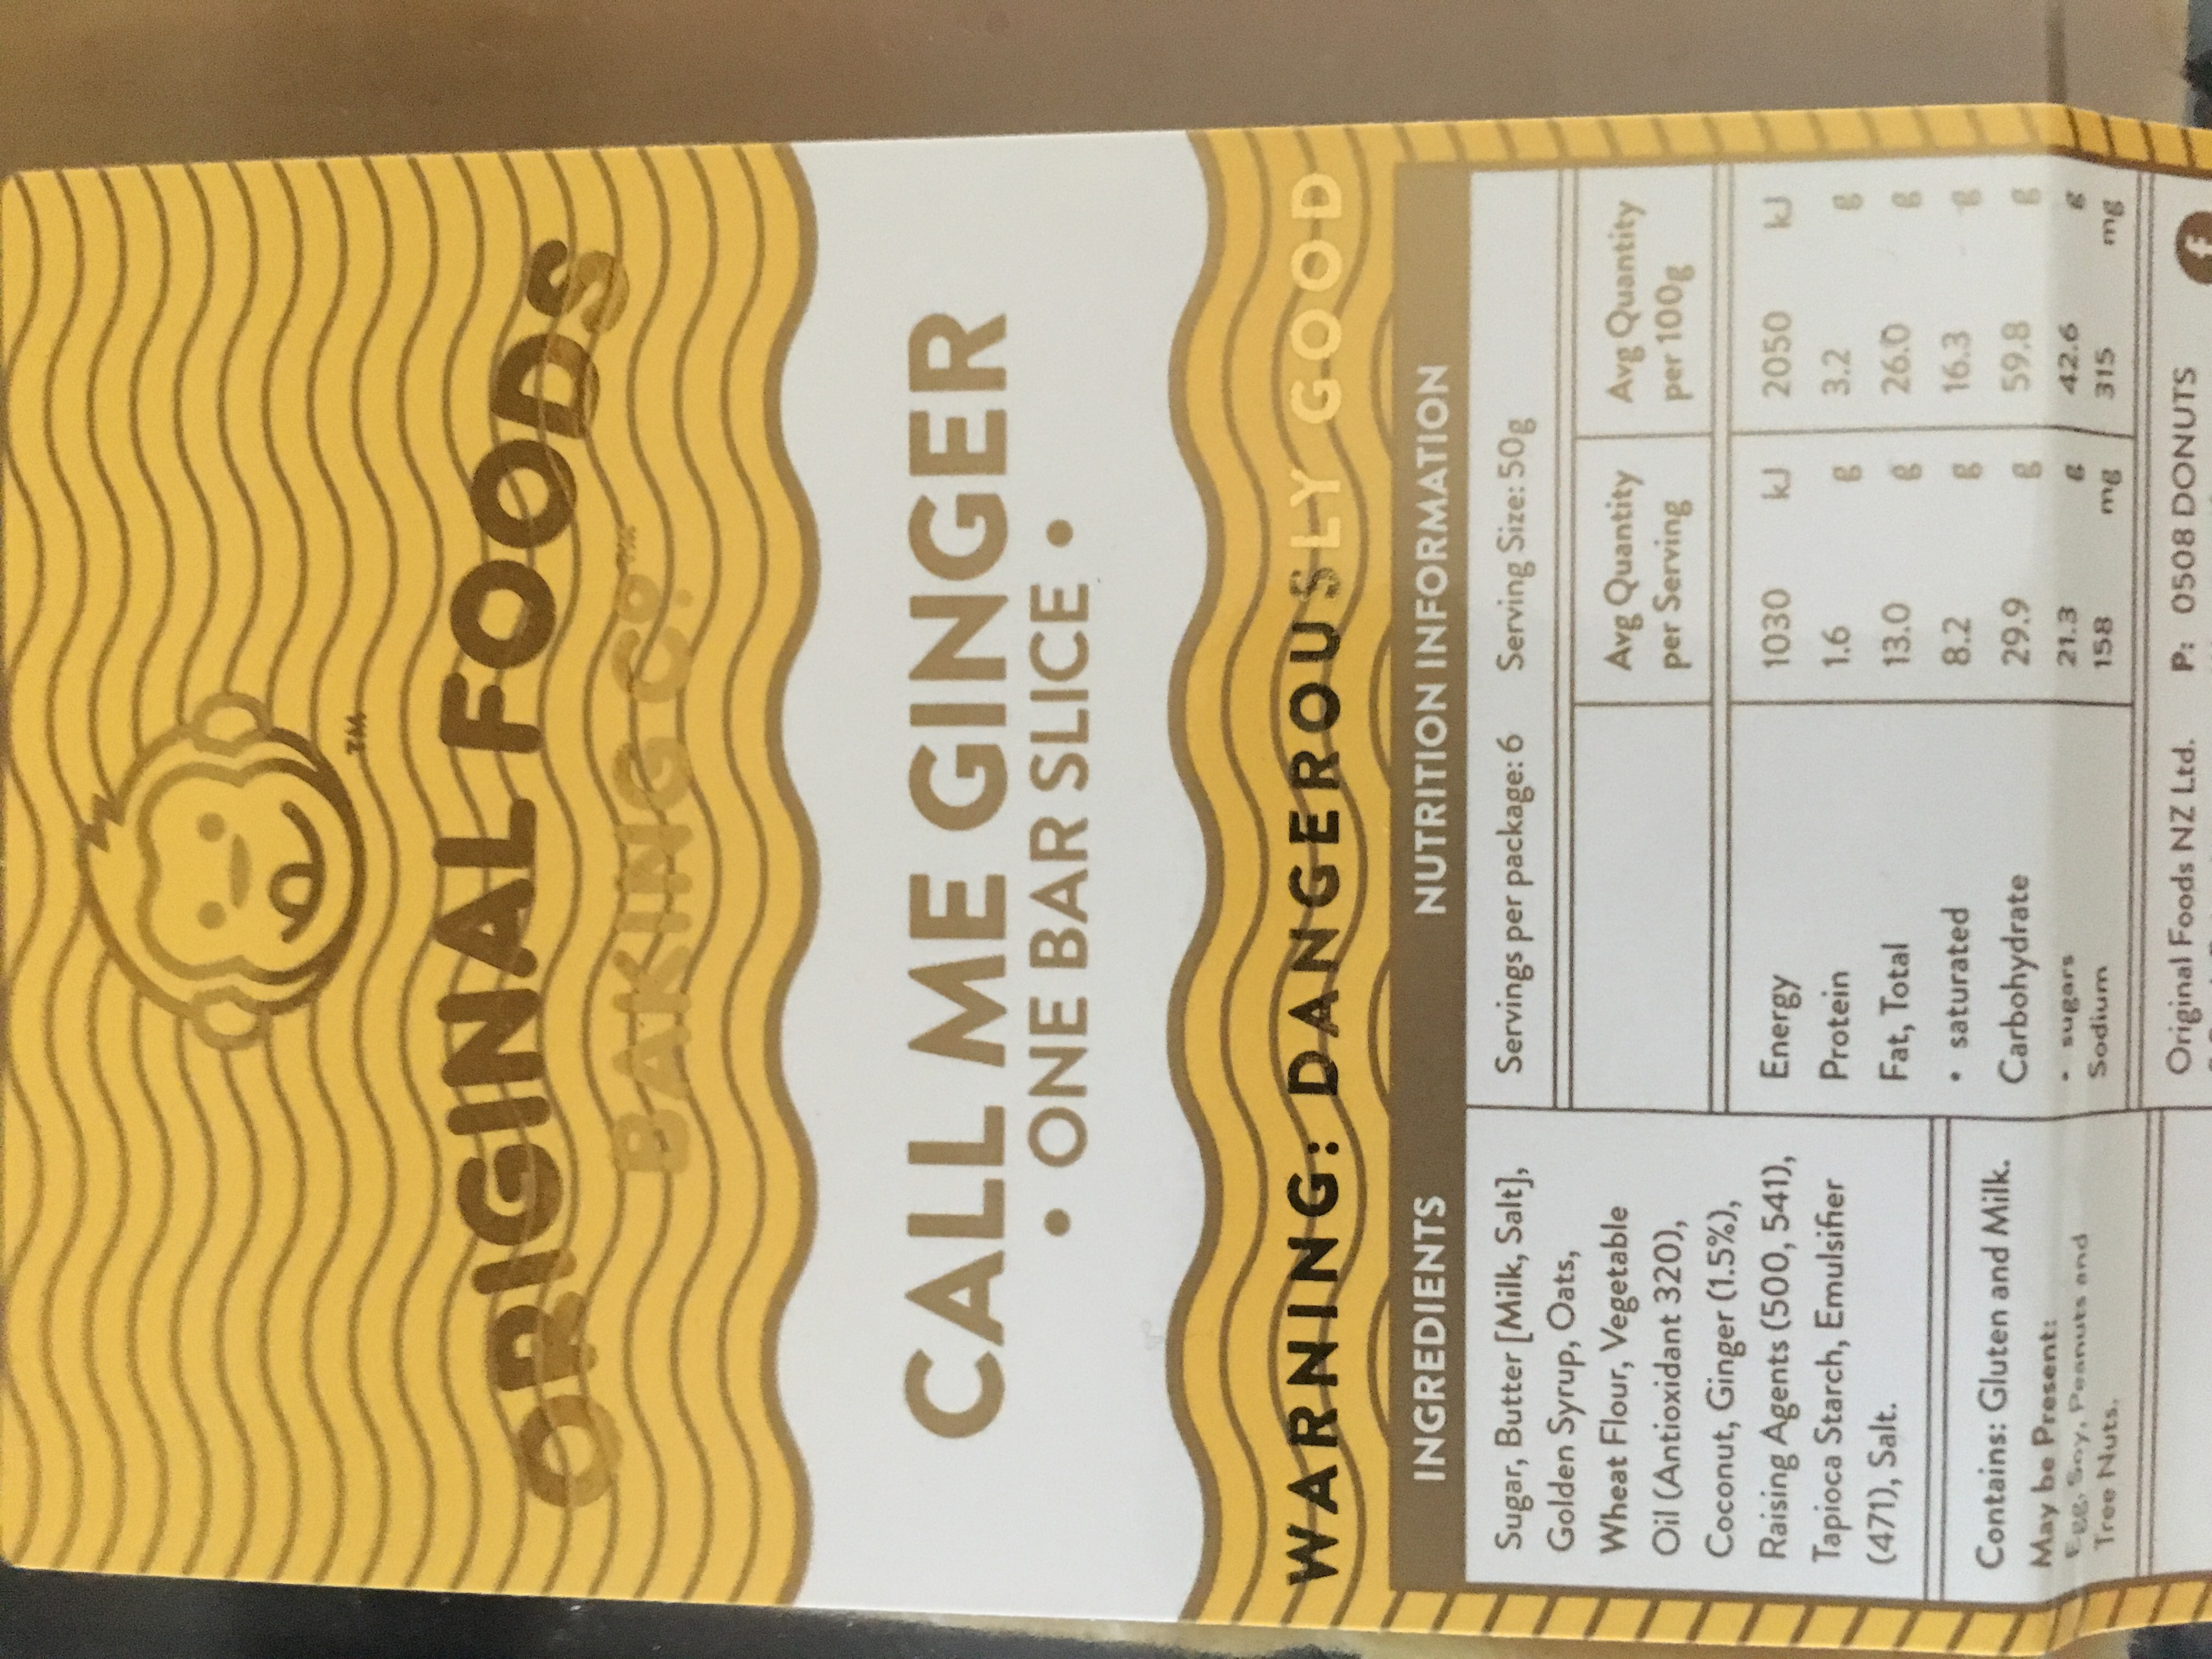 TM
ORIGINAL FOODS
BAKING CO.™
CALL ME GINGER
• ONE BAR SLICE •
WARNING: DANGEROUSLY GOOD
INGREDIENTS
Sugar, Butter [Milk, Salt],
Golden Syrup, Oats,
Wheat Flour, Vegetable
Oil (Antioxidant 320),
Coconut, Ginger (1.5%),
Raising Agents (500, 541),
Tapioca Starch, Emulsifier
(471), Salt.
Contains: Gluten and Milk.
May be Present:
Egg, Soy, Peanuts and
Tree Nuts.
NUTRITION INFORMATION
Servings per package: 6 Serving Size: 50g
Avg Quantity per Serving Avg Quantity per 100g
Energy 1030 kJ 2050 kJ
Protein 1.6 g 3.2 g
Fat, Total 13.0 g 26.0 g
• saturated 8.2 g 16.3 g
Carbohydrate 29.9 g 59.8 g
• sugars 21.3 g 42.6 g
Sodium 158 mg 315 mg
Original Foods NZ Ltd. P: 0508 DONUTS f